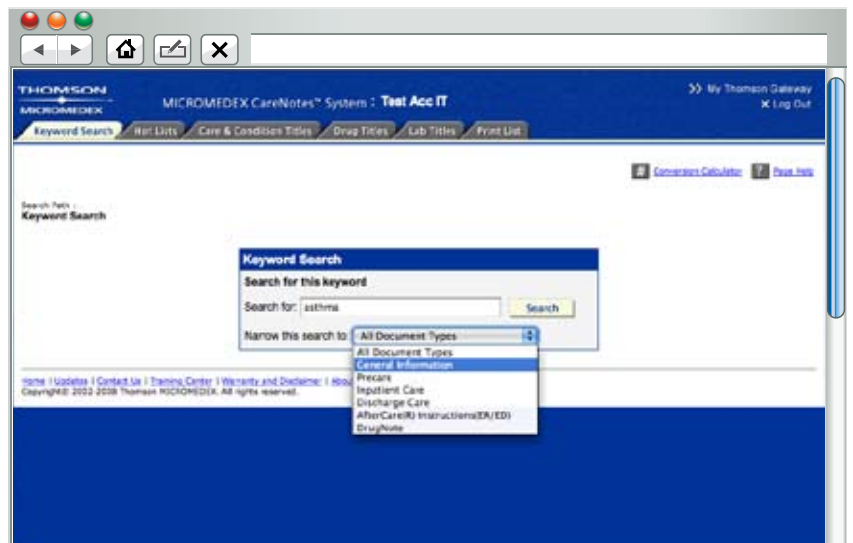 THOMSON
MICROMEDEX
MICROMEDEX CareNotes™ System : Test Acc IT
>> My Thomson Gateway
× Log Out
Keyword Search
Hot Lists
Care & Condition Titles
Drug Titles
Lab Titles
Print List
# Conversion Calculator
? Page Help
Search Path :
Keyword Search
Keyword Search
Search for this keyword
Search for: asthma
Search
Narrow this search to: All Document Types
All Document Types
General Information
Precare
Inpatient Care
Discharge Care
AfterCare(R) Instructions(ER/ED)
DrugNote
Home | Updates | Contact Us | Training Center | Warranty and Disclaimer |
Copyright© 2002-2008 Thomson MICROMEDEX. All rights reserved.